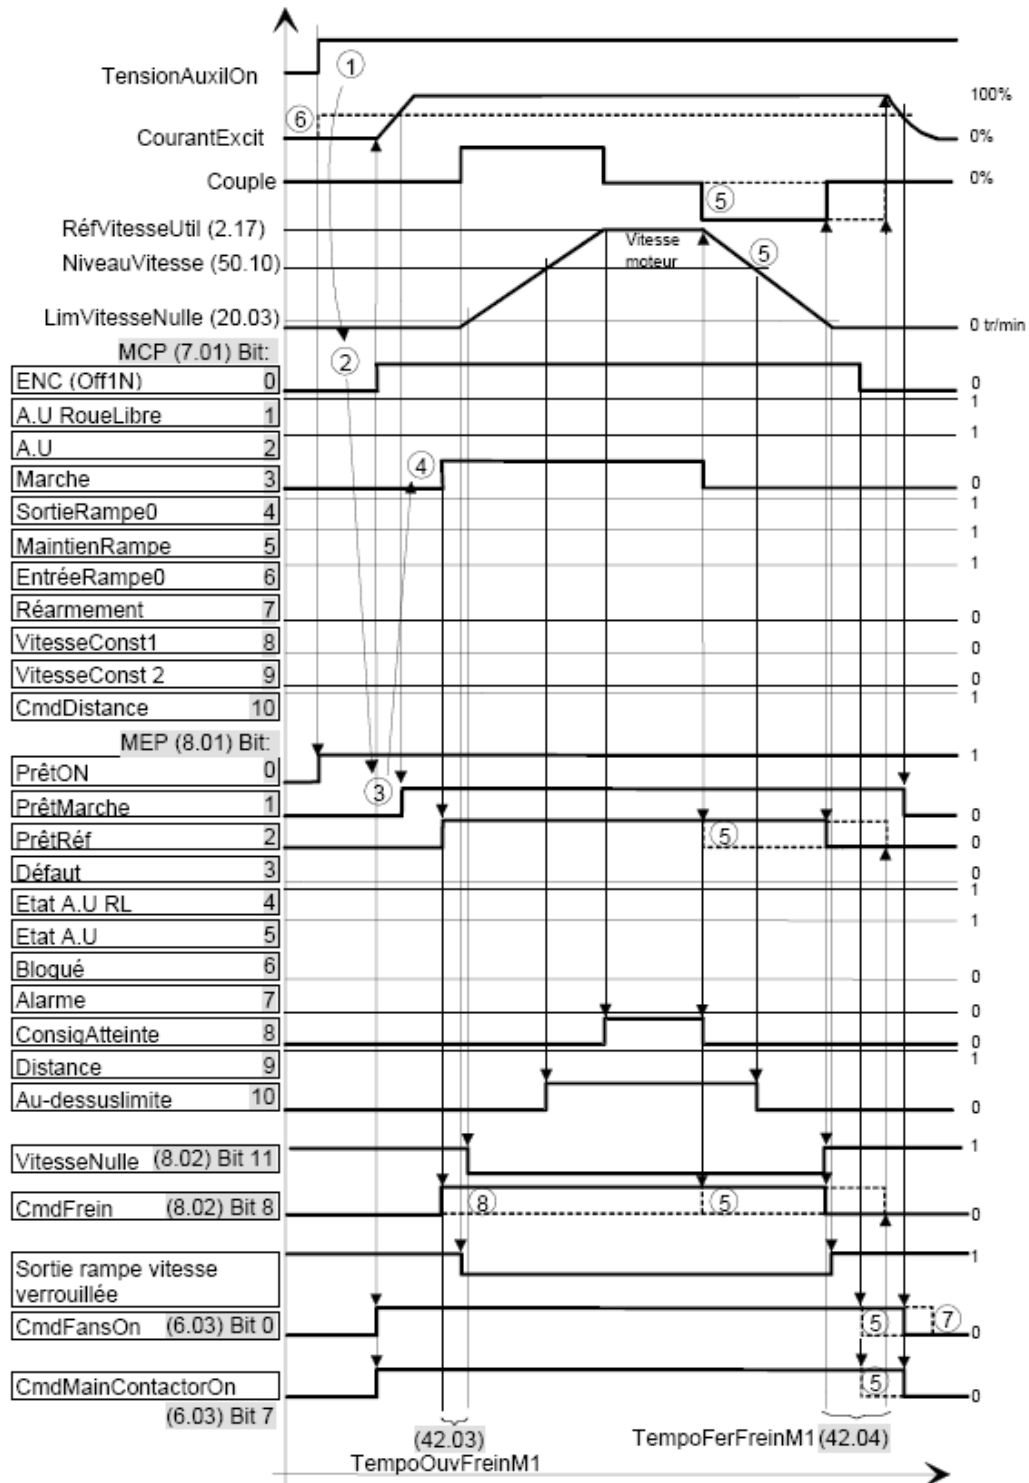 TensionAuxilOn
①
100%
⑥
CourantExcit
0%
Couple
0%
⑤
RéfVitesseUtil (2.17)
Vitesse
moteur
⑤
NiveauVitesse (50.10)
LimVitesseNulle (20.03)
0 tr/min
MCP (7.01) Bit:
②
ENC (Off1N) 0
0
1
A.U RoueLibre 1
1
A.U 2
④
Marche 3
0
1
SortieRampe0 4
1
MaintienRampe 5
1
EntréeRampe0 6
Réarmement 7
0
VitesseConst1 8
0
VitesseConst 2 9
0
1
CmdDistance 10
MEP (8.01) Bit:
1
PrêtON 0
③
PrêtMarche 1
0
PrêtRéf 2
⑤
0
Défaut 3
0
1
Etat A.U RL 4
1
Etat A.U 5
Bloqué 6
0
Alarme 7
0
ConsigAtteinte 8
0
1
Distance 9
Au-dessuslimite 10
0
VitesseNulle (8.02) Bit 11
1
CmdFrein (8.02) Bit 8
⑧
⑤
0
Sortie rampe vitesse
verrouillée
1
CmdFansOn (6.03) Bit 0
⑤
⑦
0
CmdMainContactorOn
⑤
0
(6.03) Bit 7
(42.03)
TempoOuvFreinM1
TempoFerFreinM1 (42.04)